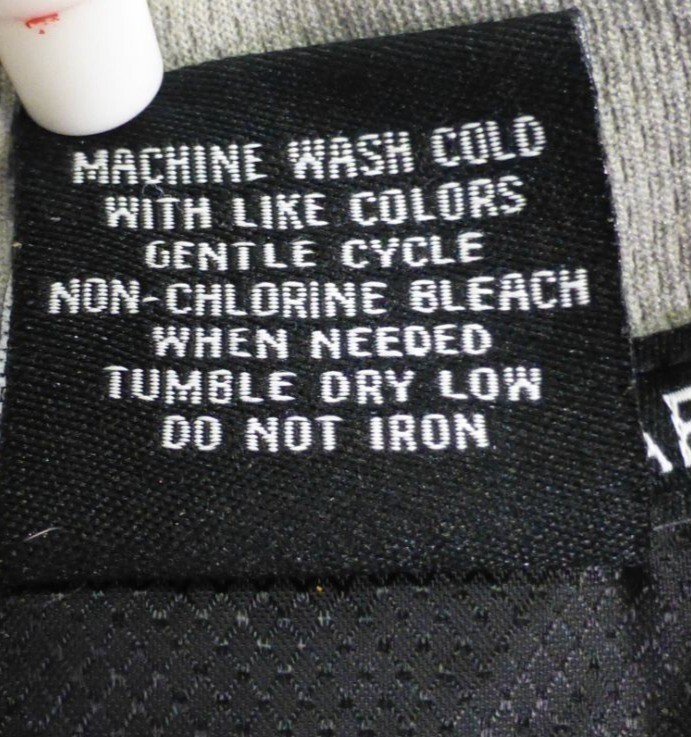 MACHINE WASH COLD
WITH LIKE COLORS
GENTLE CYCLE
NON-CHLORINE BLEACH
WHEN NEEDED
TUMBLE DRY LOW
DO NOT IRON